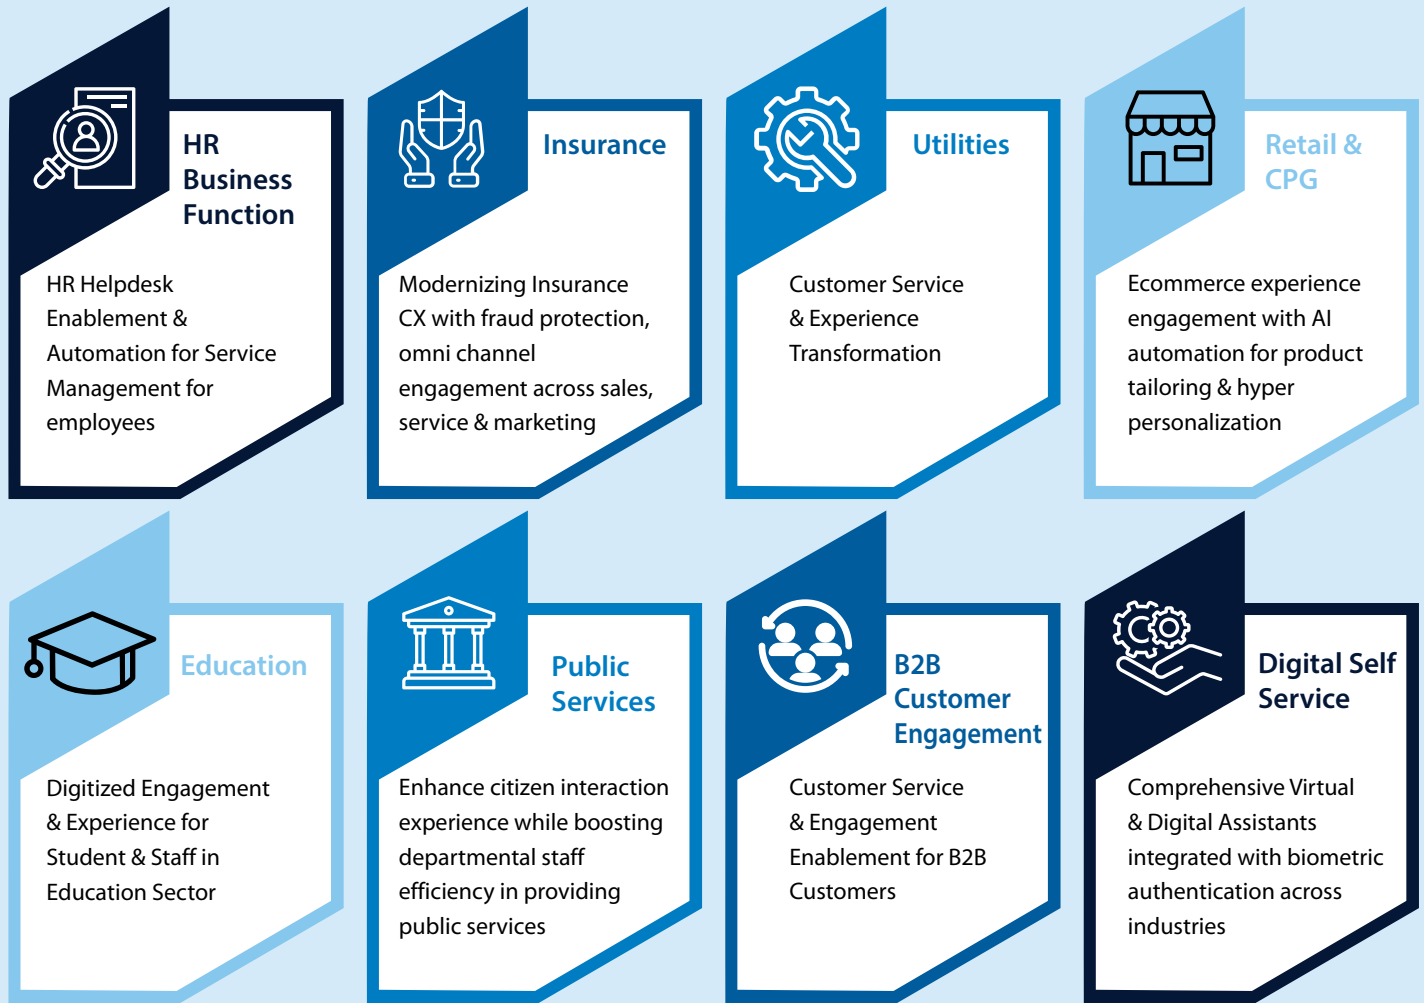 HR
Business
Function
HR Helpdesk
Enablement &
Automation for Service
Management for
employees
Insurance
Modernizing Insurance
CX with fraud protection,
omni channel
engagement across sales,
service & marketing
Utilities
Customer Service
& Experience
Transformation
Retail &
CPG
Ecommerce experience
engagement with AI
automation for product
tailoring & hyper
personalization
Education
Digitized Engagement
& Experience for
Student & Staff in
Education Sector
Public
Services
Enhance citizen interaction
experience while boosting
departmental staff
efficiency in providing
public services
B2B
Customer
Engagement
Customer Service
& Engagement
Enablement for B2B
Customers
Digital Self
Service
Comprehensive Virtual
& Digital Assistants
integrated with biometric
authentication across
industries